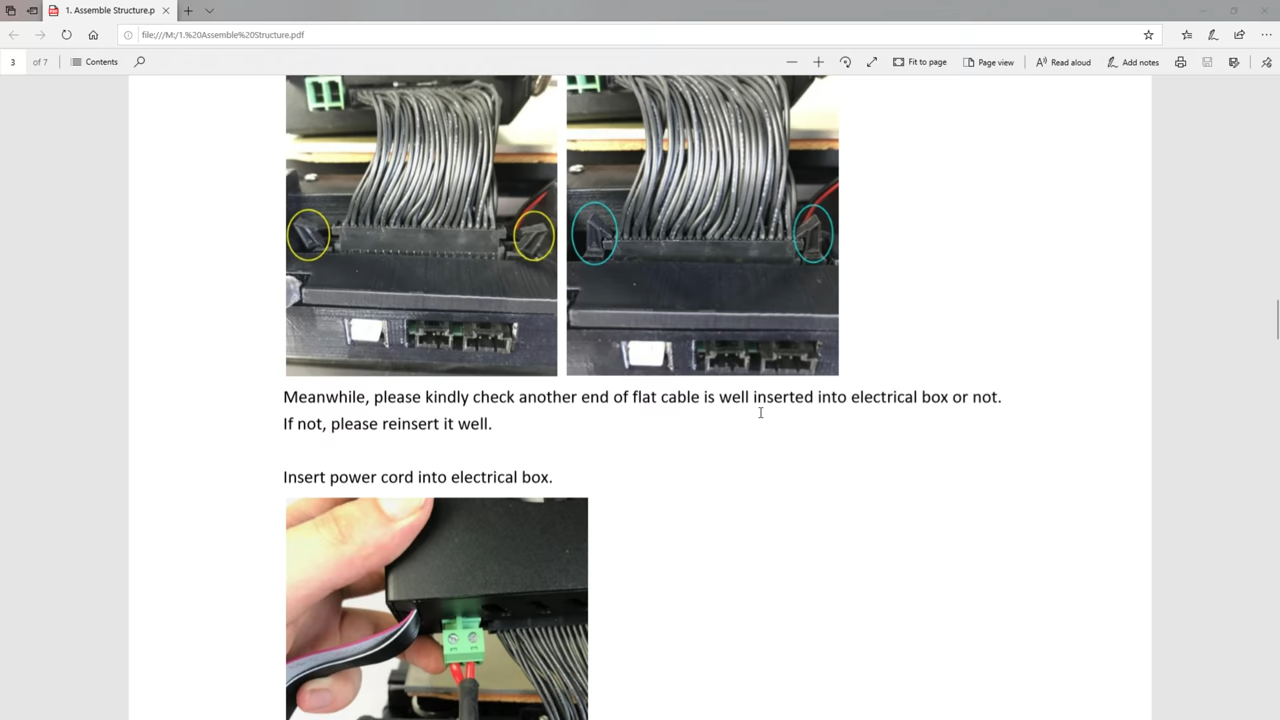 1. Assemble Structure.p
file:///M:/1.%20Assemble%20Structure.pdf
3 of 7 Contents Fit to page Page view Read aloud Add notes
Meanwhile, please kindly check another end of flat cable is well inserted into electrical box or not.
If not, please reinsert it well.
Insert power cord into electrical box.